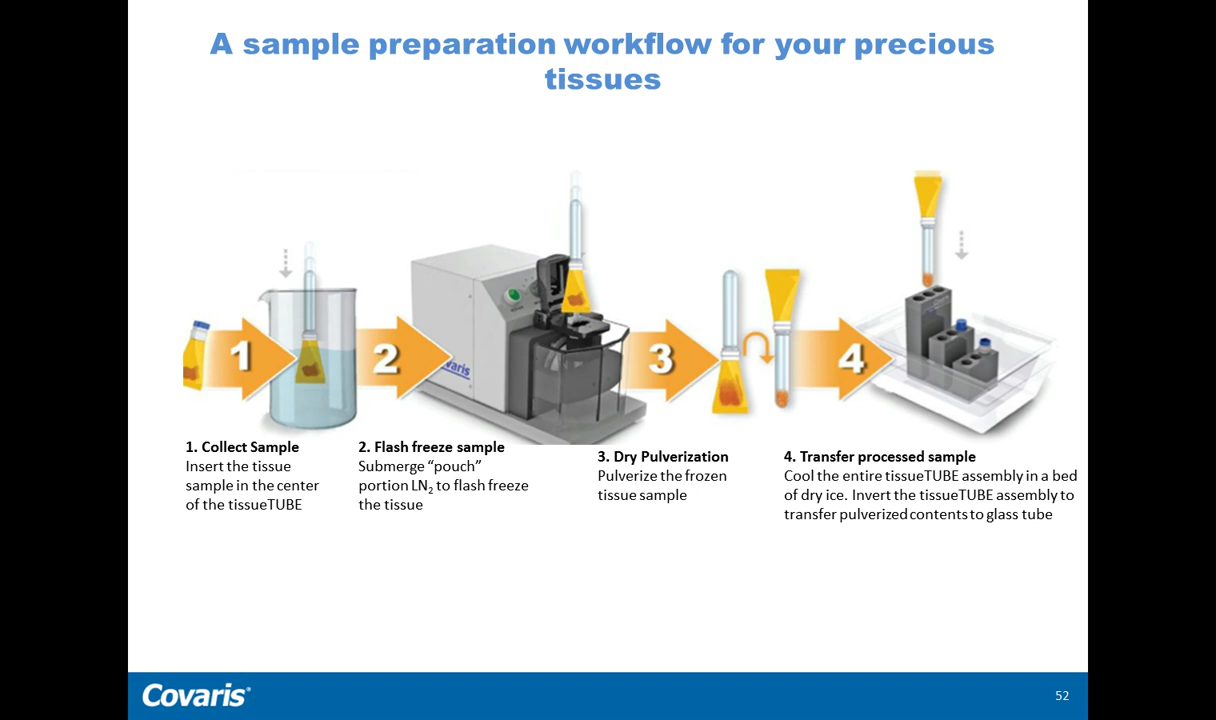 A sample preparation workflow for your precious
tissues
1
2
3
4
1. Collect Sample
Insert the tissue
sample in the center
of the tissueTUBE
2. Flash freeze sample
Submerge “pouch”
portion LN₂ to flash freeze
the tissue
3. Dry Pulverization
Pulverize the frozen
tissue sample
4. Transfer processed sample
Cool the entire tissueTUBE assembly in a bed
of dry ice. Invert the tissueTUBE assembly to
transfer pulverized contents to glass tube
Covaris®
52